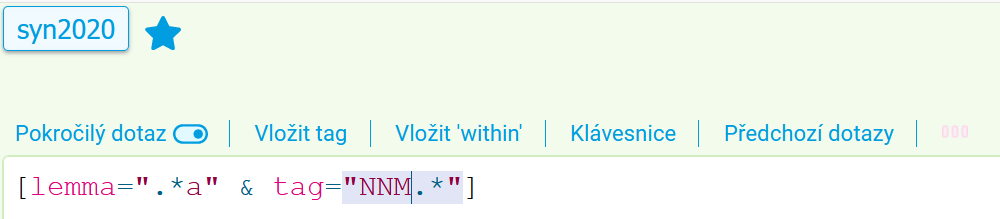 syn2020
Pokročilý dotaz Vložit tag Vložit 'within' Klávesnice Předchozí dotazy
[lemma=".*a" & tag="NNM.*"]